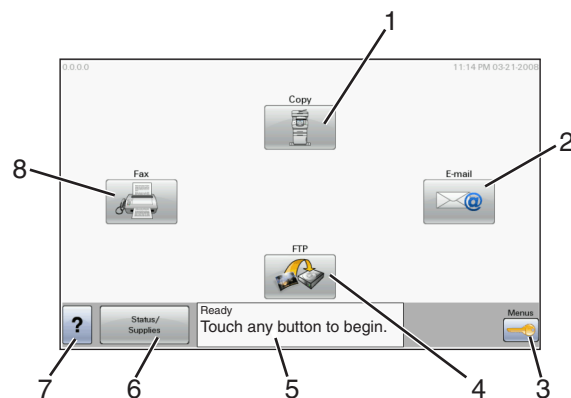 1
0.0.0.0
11:14 PM 03-21-2008
Copy
2
8
Fax
E-mail
FTP
Status/
Supplies
Ready
Touch any button to begin.
Menus
?
7
6
5
4
3